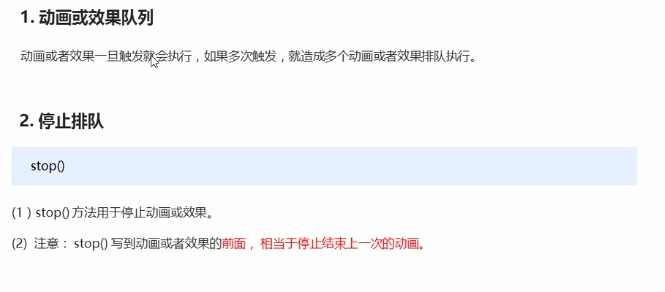 1. 动画或效果队列
动画或者效果一旦触发就会执行，如果多次触发，就造成多个动画或者效果排队执行。
2. 停止排队
stop()
(1 ) stop() 方法用于停止动画或效果。
(2) 注意： stop() 写到动画或者效果的前面， 相当于停止结束上一次的动画。